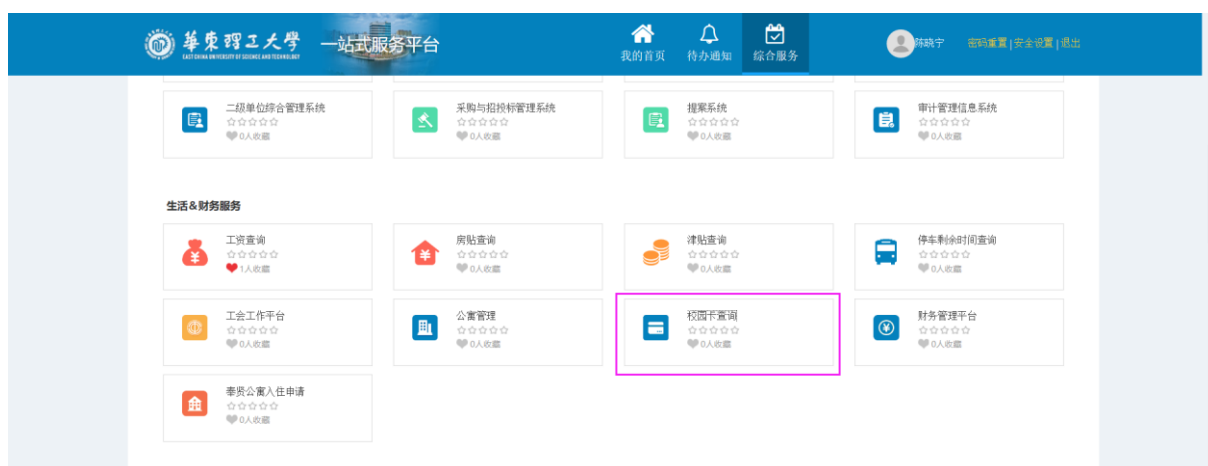 華東理工大學
EAST CHINA UNIVERSITY OF SCIENCE AND TECHNOLOGY
一站式服务平台
我的首页
待办通知
综合服务
陈晓宁
密码重置 | 安全设置 | 退出
二级单位综合管理系统
0人收藏
采购与招投标管理系统
0人收藏
提案系统
0人收藏
审计管理信息系统
0人收藏
生活&财务服务
工资查询
1人收藏
房贴查询
0人收藏
津贴查询
0人收藏
停车剩余时间查询
0人收藏
工会工作平台
0人收藏
公寓管理
0人收藏
校园卡查询
0人收藏
财务管理平台
0人收藏
奉贤公寓入住申请
0人收藏